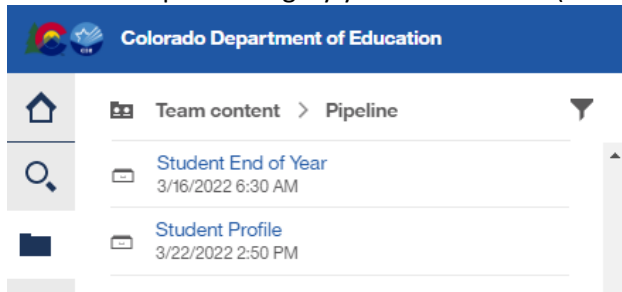 Colorado Department of Education
Team content > Pipeline
Student End of Year
3/16/2022 6:30 AM
Student Profile
3/22/2022 2:50 PM